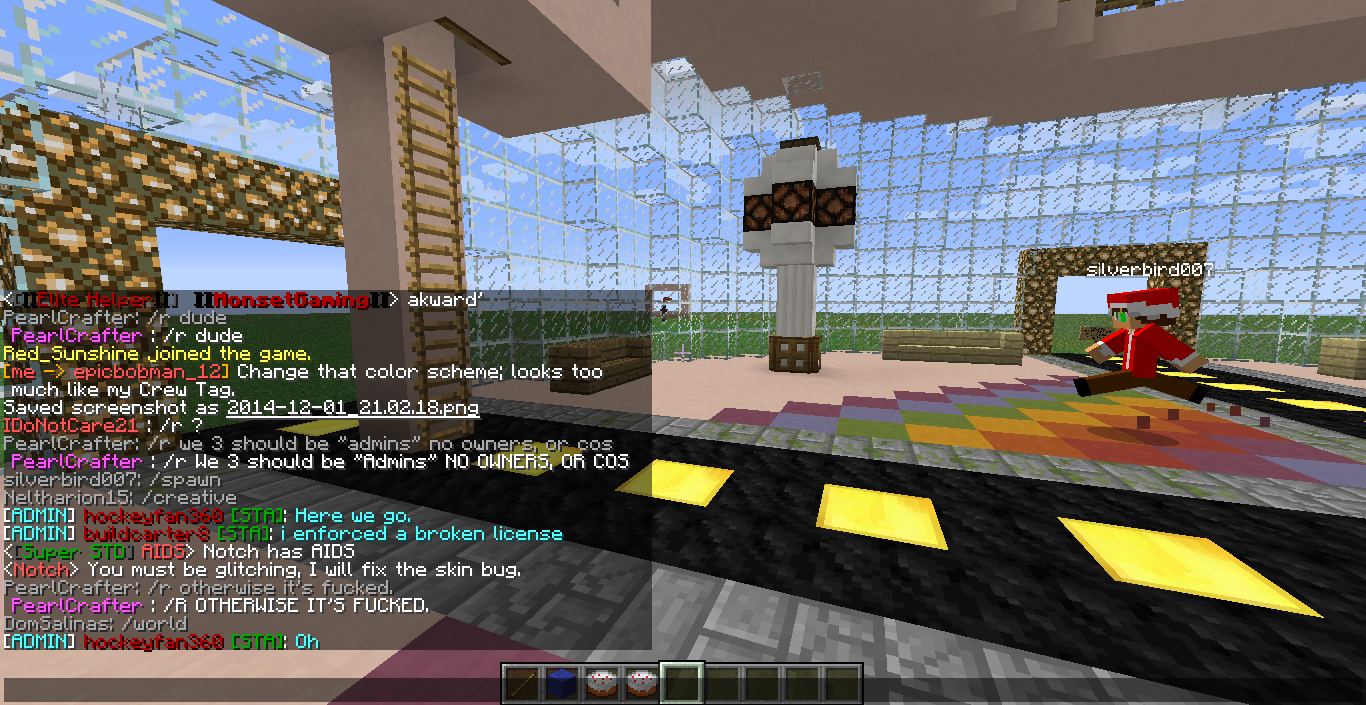 silverbird007
<[[Elite Helper]] [[MonsetGaming]]> akward'
PearlCrafter: /r dude
PearlCrafter : /r dude
Red_Sunshine joined the game.
[me -> epicbobman_12] Change that color scheme; looks too
much like my Crew Tag.
Saved screenshot as 2014-12-01_21.02.18.png
IDoNotCare21 : /r ?
PearlCrafter: /r we 3 should be "admins" no owners, or cos
PearlCrafter : /r We 3 should be "Admins" NO OWNERS, OR COS
silverbird007: /spawn
Neltharion15: /creative
[ADMIN] hockeyfan360 [STA]: Here we go.
[ADMIN] buildcarter8 [STA]: i enforced a broken license
<[Super STD] AIDS> Notch has AIDS
<Notch> You must be glitching, I will fix the skin bug.
PearlCrafter: /r otherwise it's fucked.
PearlCrafter : /R OTHERWISE IT'S FUCKED.
DomSalinas: /world
[ADMIN] hockeyfan360 [STA]: Oh